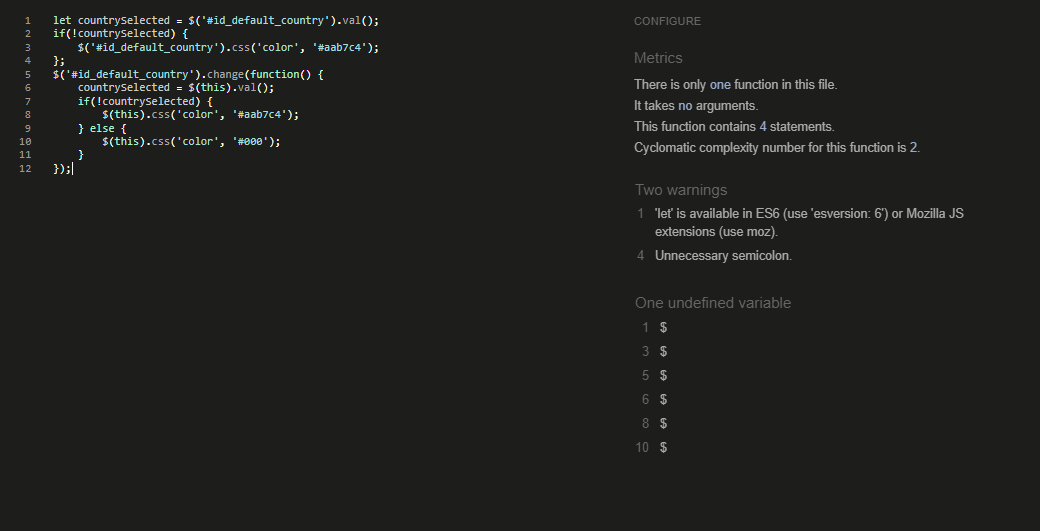 1 let countrySelected = $('#id_default_country').val();
2 if(!countrySelected) {
3 $('#id_default_country').css('color', '#aab7c4');
4 };
5 $('#id_default_country').change(function() {
6 countrySelected = $(this).val();
7 if(!countrySelected) {
8 $(this).css('color', '#aab7c4');
9 } else {
10 $(this).css('color', '#000');
11 }
12 });
CONFIGURE
Metrics
There is only one function in this file.
It takes no arguments.
This function contains 4 statements.
Cyclomatic complexity number for this function is 2.
Two warnings
1 'let' is available in ES6 (use 'esversion: 6') or Mozilla JS
extensions (use moz).
4 Unnecessary semicolon.
One undefined variable
1 $
3 $
5 $
6 $
8 $
10 $